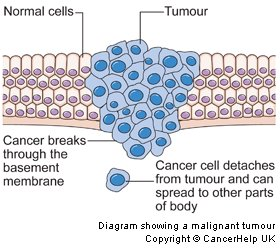 Normal cells
Tumour
Cancer breaks
through the
basement
membrane
Cancer cell detaches
from tumour and can
spread to other parts
of body
Diagram showing a malignant tumour
Copyright © CancerHelp UK